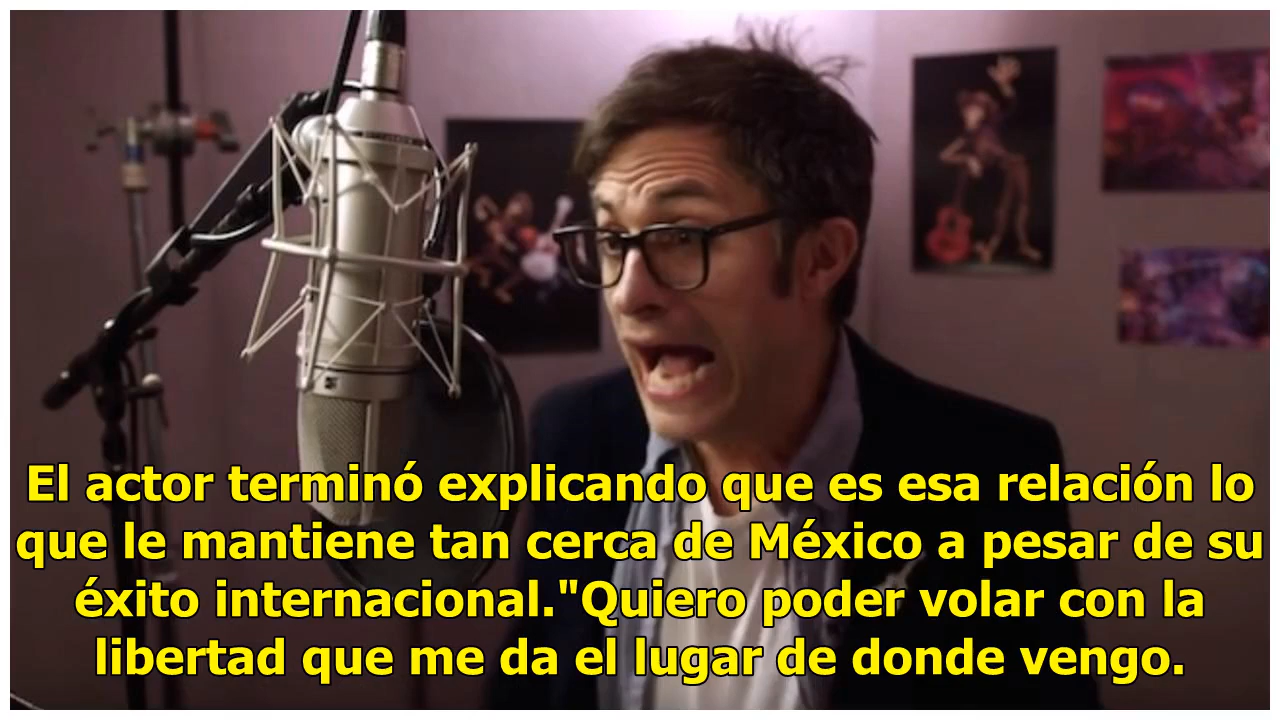 El actor terminó explicando que es esa relación lo
que le mantiene tan cerca de México a pesar de su
éxito internacional."Quiero poder volar con la
libertad que me da el lugar de donde vengo.